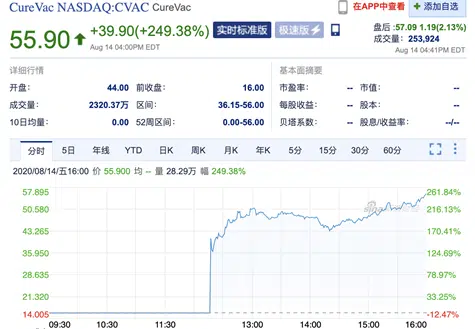 CureVac NASDAQ:CVAC CureVac
在APP中查看 + 添加自选
55.90 +39.90(+249.38%) 实时标准版 极速版
Aug 14 04:00PM EDT
盘后 :57.09 1.19(2.13%)
成交量: 253,924
Aug 14 04:41PM EDT
详细行情 基本面摘要
开盘: 44.00 前收盘: 16.00 市盈率: -- 市值: --
成交量: 2320.37万 区间: 36.15-56.00 每股收益: -- 股本: --
10日均量: 0.00 52周区间: 0.00-56.00 贝塔系数: -- 股息/收益率: --/--
分时 5日 年线 YTD 日K 周K 月K 年K 5分 15分 30分 60分
2020/08/14/五16:00 价 55.900 均 -- 量 28.29万 幅 249.38%
57.895 261.84%
50.580 216.13%
43.265 170.41%
35.950 124.69%
28.635 78.97%
21.320 33.25%
14.005 -12.47%
09:30 10:30 11:30 13:00 14:00 15:00 16:00